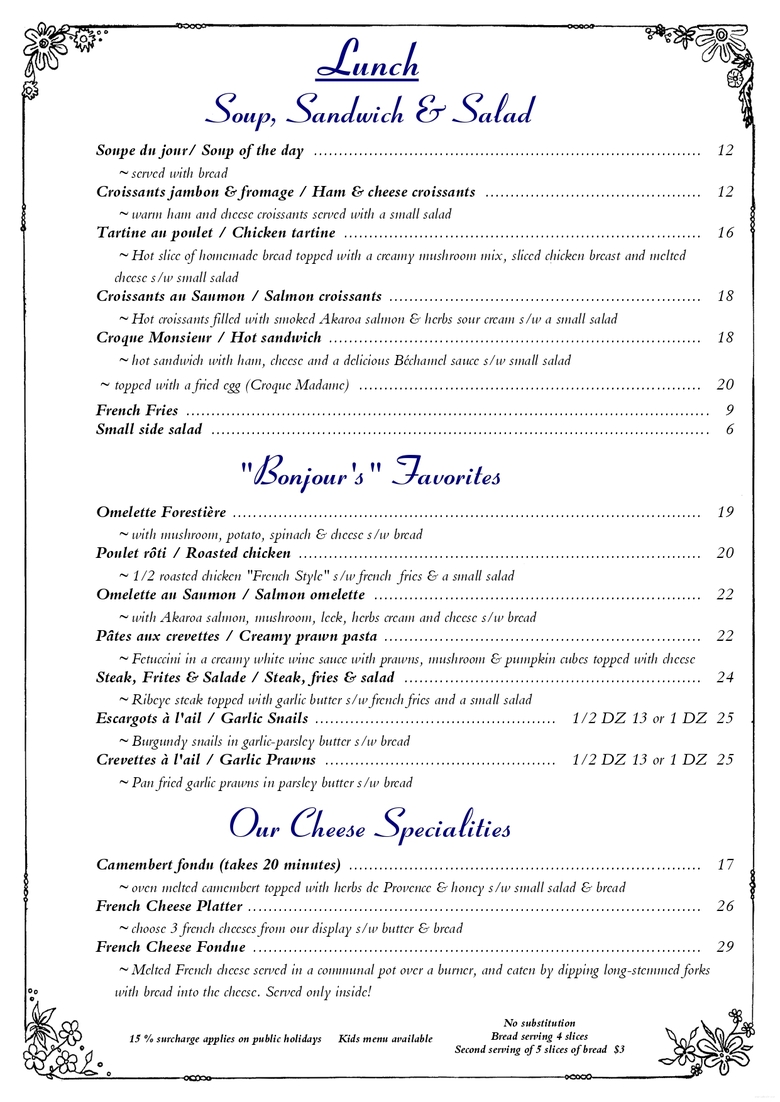 Lunch
Soup, Sandwich & Salad
Soupe du jour/ Soup of the day ........................................................................... 12
~ served with bread
Croissants jambon & fromage / Ham & cheese croissants .......................................... 12
~ warm ham and cheese croissants served with a small salad
Tartine au poulet / Chicken tartine ..................................................................... 16
~ Hot slice of homemade bread topped with a creamy mushroom mix, sliced chicken breast and melted
cheese s/w small salad
Croissants au Saumon / Salmon croissants ............................................................ 18
~ Hot croissants filled with smoked Akaroa salmon & herbs sour cream s/w a small salad
Croque Monsieur / Hot sandwich ........................................................................ 18
~ hot sandwich with ham, cheese and a delicious Béchamel sauce s/w small salad
~ topped with a fried egg (Croque Madame) .................................................................. 20
French Fries ....................................................................................................... 9
Small side salad .................................................................................................. 6
"Bonjour's" Favorites
Omelette Forestière ............................................................................................ 19
~ with mushroom, potato, spinach & cheese s/w bread
Poulet rôti / Roasted chicken .............................................................................. 20
~ 1/2 roasted chicken "French Style" s/w french fries & a small salad
Omelette au Saumon / Salmon omelette ............................................................... 22
~ with Akaroa salmon, mushroom, leek, herbs cream and cheese s/w bread
Pâtes aux crevettes / Creamy prawn pasta ............................................................. 22
~ Fetuccini in a creamy white wine sauce with prawns, mushroom & pumpkin cubes topped with cheese
Steak, Frites & Salade / Steak, fries & salad ......................................................... 24
~ Ribeye steak topped with garlic butter s/w french fries and a small salad
Escargots à l'ail / Garlic Snails .............................................. 1/2 DZ 13 or 1 DZ 25
~ Burgundy snails in garlic-parsley butter s/w bread
Crevettes à l'ail / Garlic Prawns ............................................ 1/2 DZ 13 or 1 DZ 25
~ Pan fried garlic prawns in parsley butter s/w bread
Our Cheese Specialities
Camembert fondu (takes 20 minutes) .................................................................... 17
~ oven melted camembert topped with herbs de Provence & honey s/w small salad & bread
French Cheese Platter ........................................................................................ 26
~ choose 3 french cheeses from our display s/w butter & bread
French Cheese Fondue ....................................................................................... 29
~ Melted French cheese served in a communal pot over a burner, and eaten by dipping long-stemmed forks
with bread into the cheese. Served only inside!
15 % surcharge applies on public holidays Kids menu available
No substitution
Bread serving 4 slices
Second serving of 5 slices of bread $3